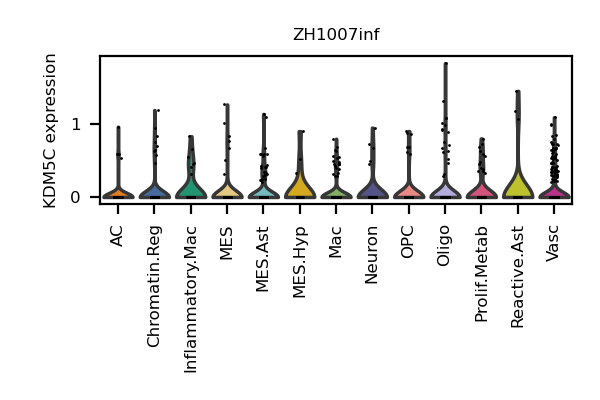 ZH1007inf
KDM5C expression
1
0
AC
Chromatin.Reg
Inflammatory.Mac
MES
MES.Ast
MES.Hyp
Mac
Neuron
OPC
Oligo
Prolif.Metab
Reactive.Ast
Vasc